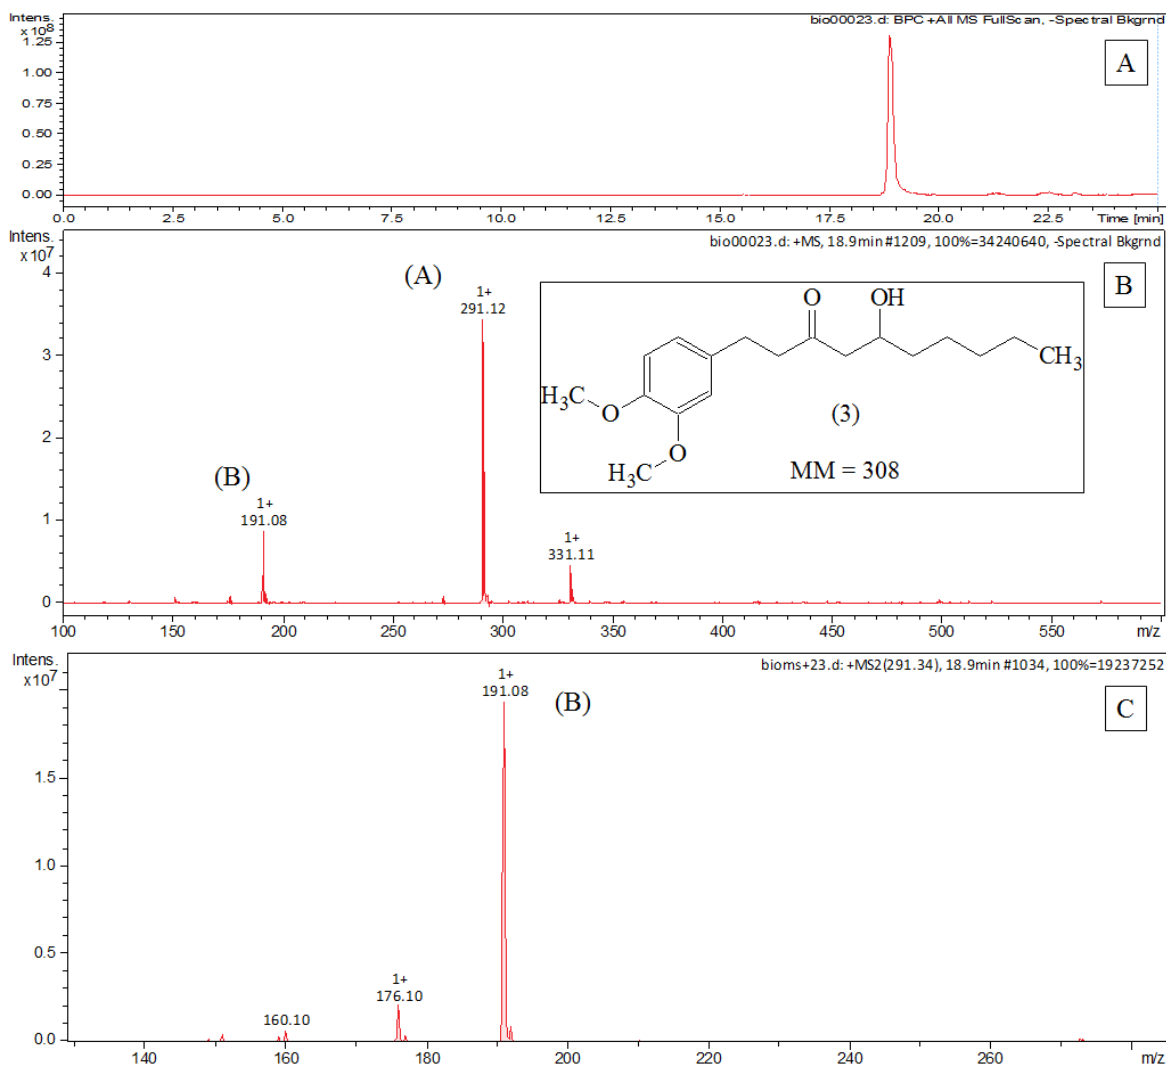 Intens.
x10⁸
bio00023.d: BPC +All MS FullScan, -Spectral Bkgrnd
A
1.25
1.00
0.75
0.50
0.25
0.00
0.0 2.5 5.0 7.5 10.0 12.5 15.0 17.5 20.0 22.5 Time [min]
Intens.
x10⁷
bio00023.d: +MS, 18.9min #1209, 100%=34240640, -Spectral Bkgrnd
B
(A)
1+
291.12
(B)
1+
191.08
1+
331.11
O OH
CH₃
H₃C
O
O
H₃C
(3)
MM = 308
4
3
2
1
0
100 150 200 250 300 350 400 450 500 550 m/z
Intens.
x10⁷
bioms+23.d: +MS2(291.34), 18.9min #1034, 100%=19237252
C
1+
191.08
(B)
1+
176.10
160.10
1.5
1.0
0.5
0.0
140 160 180 200 220 240 260 m/z